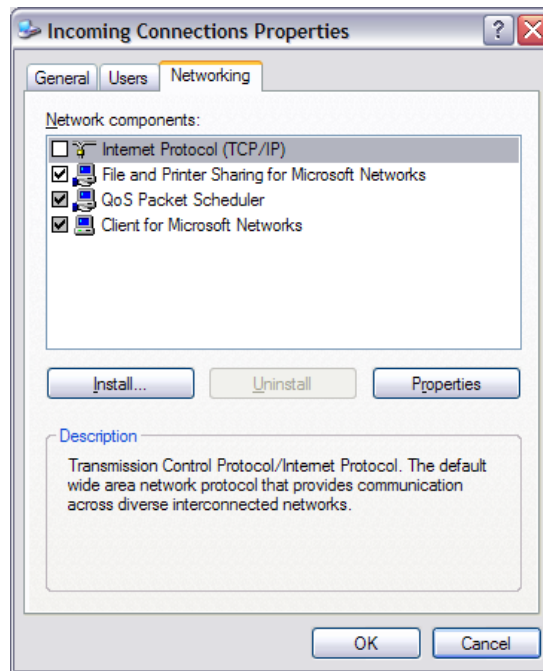 Incoming Connections Properties
General Users Networking
Network components:
Internet Protocol (TCP/IP)
File and Printer Sharing for Microsoft Networks
QoS Packet Scheduler
Client for Microsoft Networks
Install... Uninstall Properties
Description
Transmission Control Protocol/Internet Protocol. The default
wide area network protocol that provides communication
across diverse interconnected networks.
OK Cancel